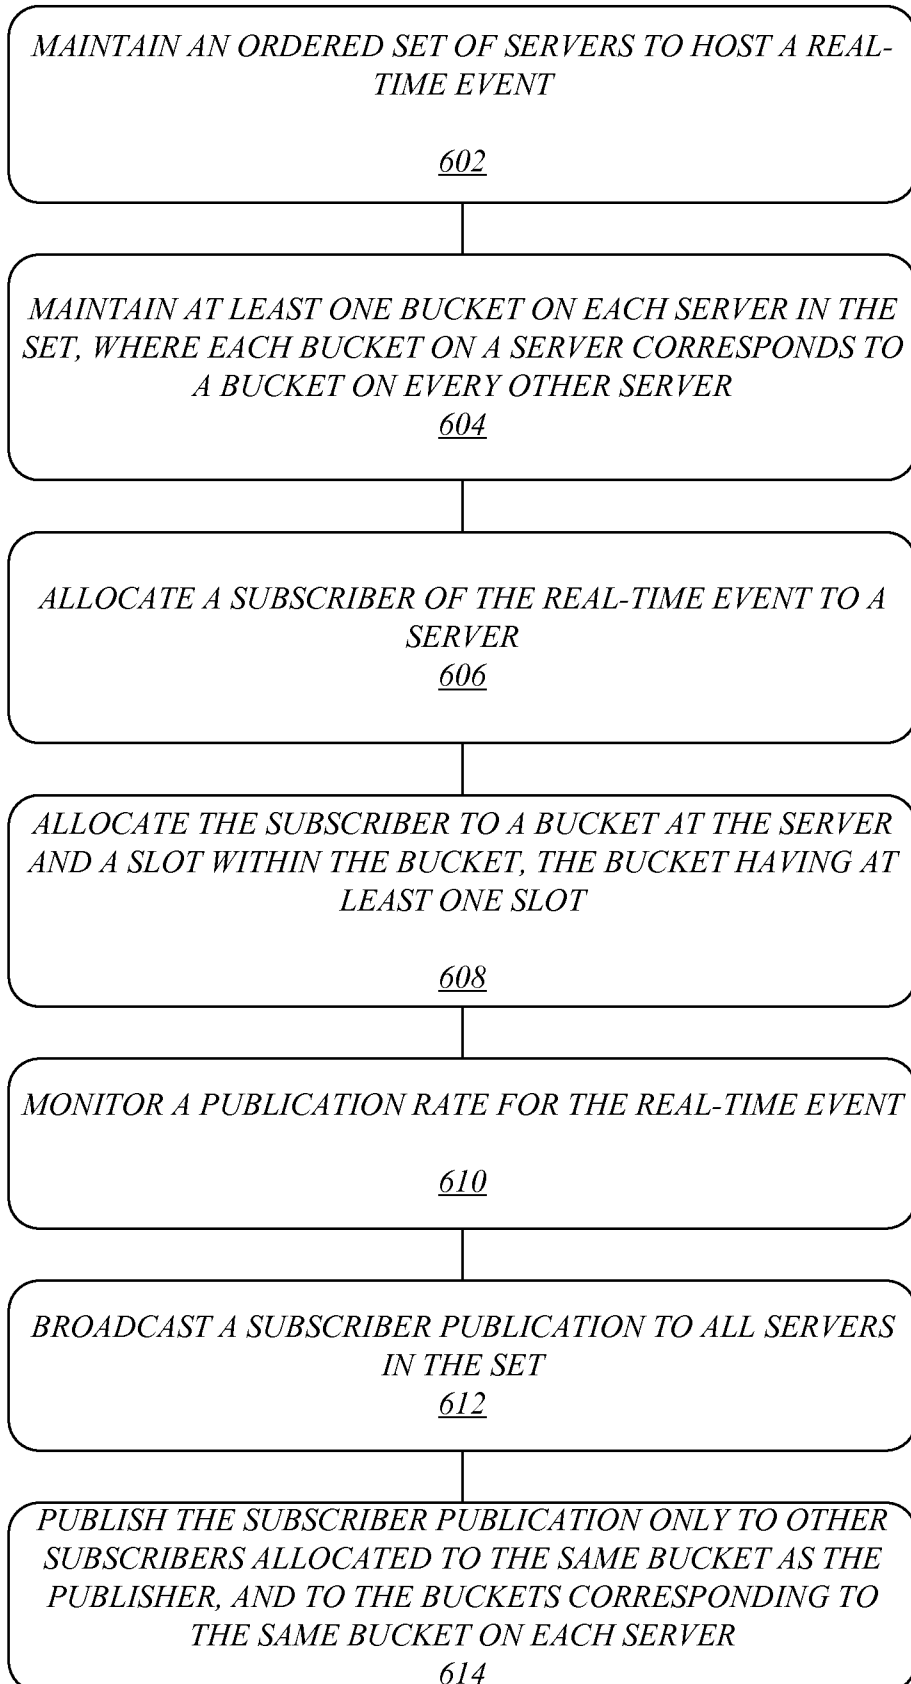 MAINTAIN AN ORDERED SET OF SERVERS TO HOST A REAL-
TIME EVENT
602
MAINTAIN AT LEAST ONE BUCKET ON EACH SERVER IN THE
SET, WHERE EACH BUCKET ON A SERVER CORRESPONDS TO
A BUCKET ON EVERY OTHER SERVER
604
ALLOCATE A SUBSCRIBER OF THE REAL-TIME EVENT TO A
SERVER
606
ALLOCATE THE SUBSCRIBER TO A BUCKET AT THE SERVER
AND A SLOT WITHIN THE BUCKET, THE BUCKET HAVING AT
LEAST ONE SLOT
608
MONITOR A PUBLICATION RATE FOR THE REAL-TIME EVENT
610
BROADCAST A SUBSCRIBER PUBLICATION TO ALL SERVERS
IN THE SET
612
PUBLISH THE SUBSCRIBER PUBLICATION ONLY TO OTHER
SUBSCRIBERS ALLOCATED TO THE SAME BUCKET AS THE
PUBLISHER, AND TO THE BUCKETS CORRESPONDING TO
THE SAME BUCKET ON EACH SERVER
614